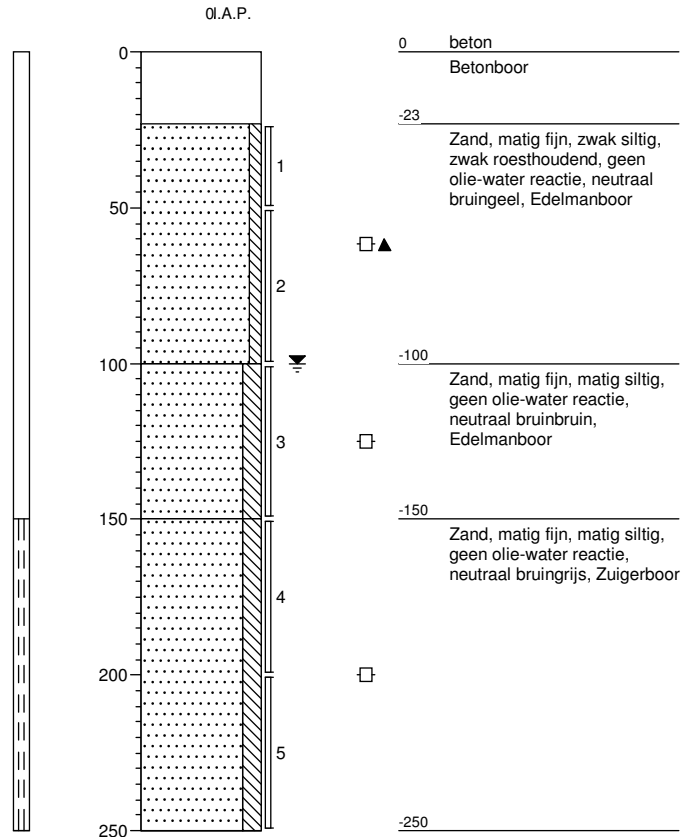 0I.A.P.
0
50
100
150
200
250
1
2
3
4
5
0 beton
Betonboor
-23
Zand, matig fijn, zwak siltig,
zwak roesthoudend, geen
olie-water reactie, neutraal
bruingeel, Edelmanboor
-100
Zand, matig fijn, matig siltig,
geen olie-water reactie,
neutraal bruinbruin,
Edelmanboor
-150
Zand, matig fijn, matig siltig,
geen olie-water reactie,
neutraal bruingrijs, Zuigerboor
-250